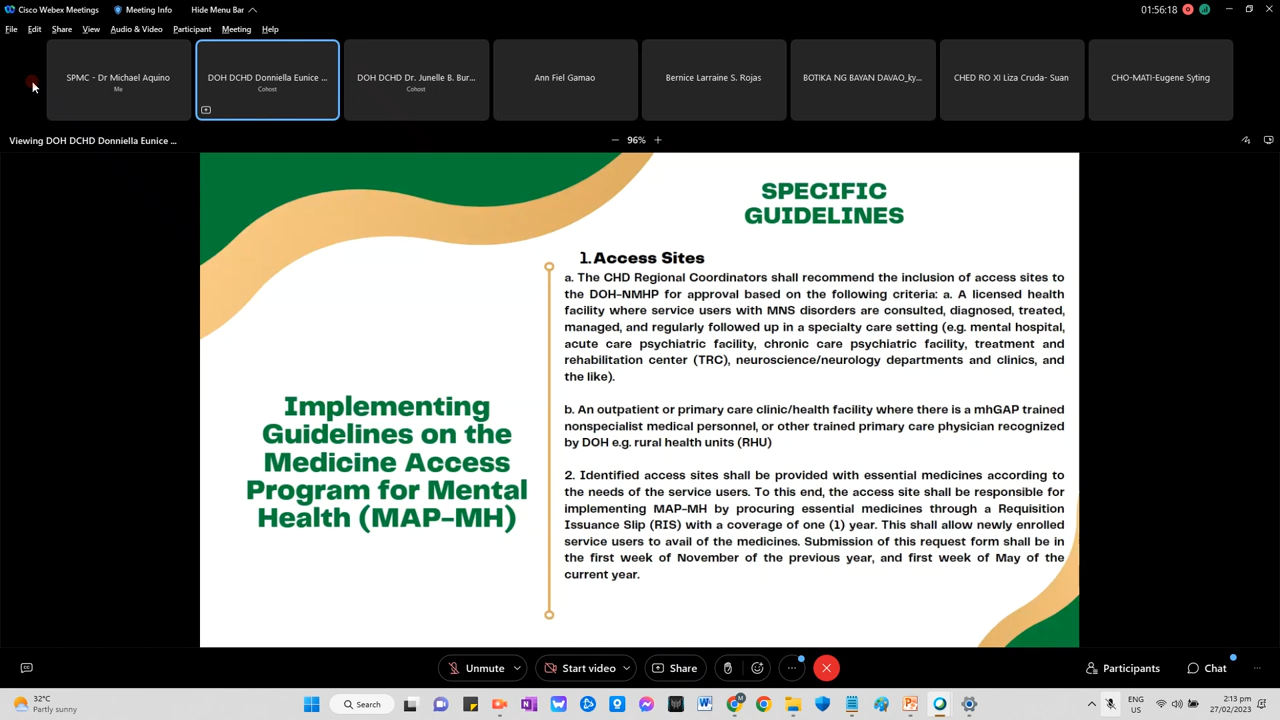 Cisco Webex Meetings
Meeting Info
Hide Menu Bar
01:56:18
File Edit Share View Audio & Video Participant Meeting Help
SPMC - Dr Michael Aquino
Me
DOH DCHD Donniella Eunice ...
Cohost
DOH DCHD Dr. Junelle B. Bur...
Cohost
Ann Fiel Gamao
Bernice Larraine S. Rojas
BOTIKA NG BAYAN DAVAO_ky...
CHED RO XI Liza Cruda- Suan
CHO-MATI-Eugene Syting
Viewing DOH DCHD Donniella Eunice ...
96%
SPECIFIC
GUIDELINES
Implementing
Guidelines on the
Medicine Access
Program for Mental
Health (MAP-MH)
1. Access Sites
a. The CHD Regional Coordinators shall recommend the inclusion of access sites to
the DOH-NMHP for approval based on the following criteria: a. A licensed health
facility where service users with MNS disorders are consulted, diagnosed, treated,
managed, and regularly followed up in a specialty care setting (e.g. mental hospital,
acute care psychiatric facility, chronic care psychiatric facility, treatment and
rehabilitation center (TRC), neuroscience/neurology departments and clinics, and
the like).
b. An outpatient or primary care clinic/health facility where there is a mhGAP trained
nonspecialist medical personnel, or other trained primary care physician recognized
by DOH e.g. rural health units (RHU)
2. Identified access sites shall be provided with essential medicines according to
the needs of the service users. To this end, the access site shall be responsible for
implementing MAP-MH by procuring essential medicines through a Requisition
Issuance Slip (RIS) with a coverage of one (1) year. This shall allow newly enrolled
service users to avail of the medicines. Submission of this request form shall be in
the first week of November of the previous year, and first week of May of the
current year.
Unmute
Start video
Share
Participants
Chat
32°C
Partly sunny
Search
ENG
US
2:13 pm
27/02/2023